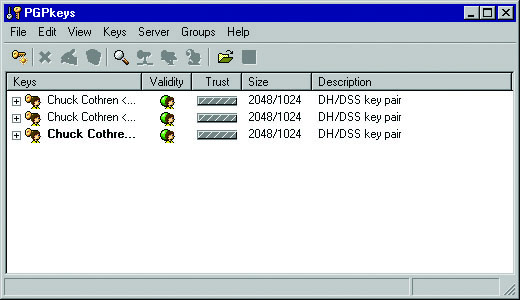 PGPkeys
File Edit View Keys Server Groups Help
Keys Validity Trust Size Description
Chuck Cothren <... 2048/1024 DH/DSS key pair
Chuck Cothren <... 2048/1024 DH/DSS key pair
Chuck Cothre... 2048/1024 DH/DSS key pair